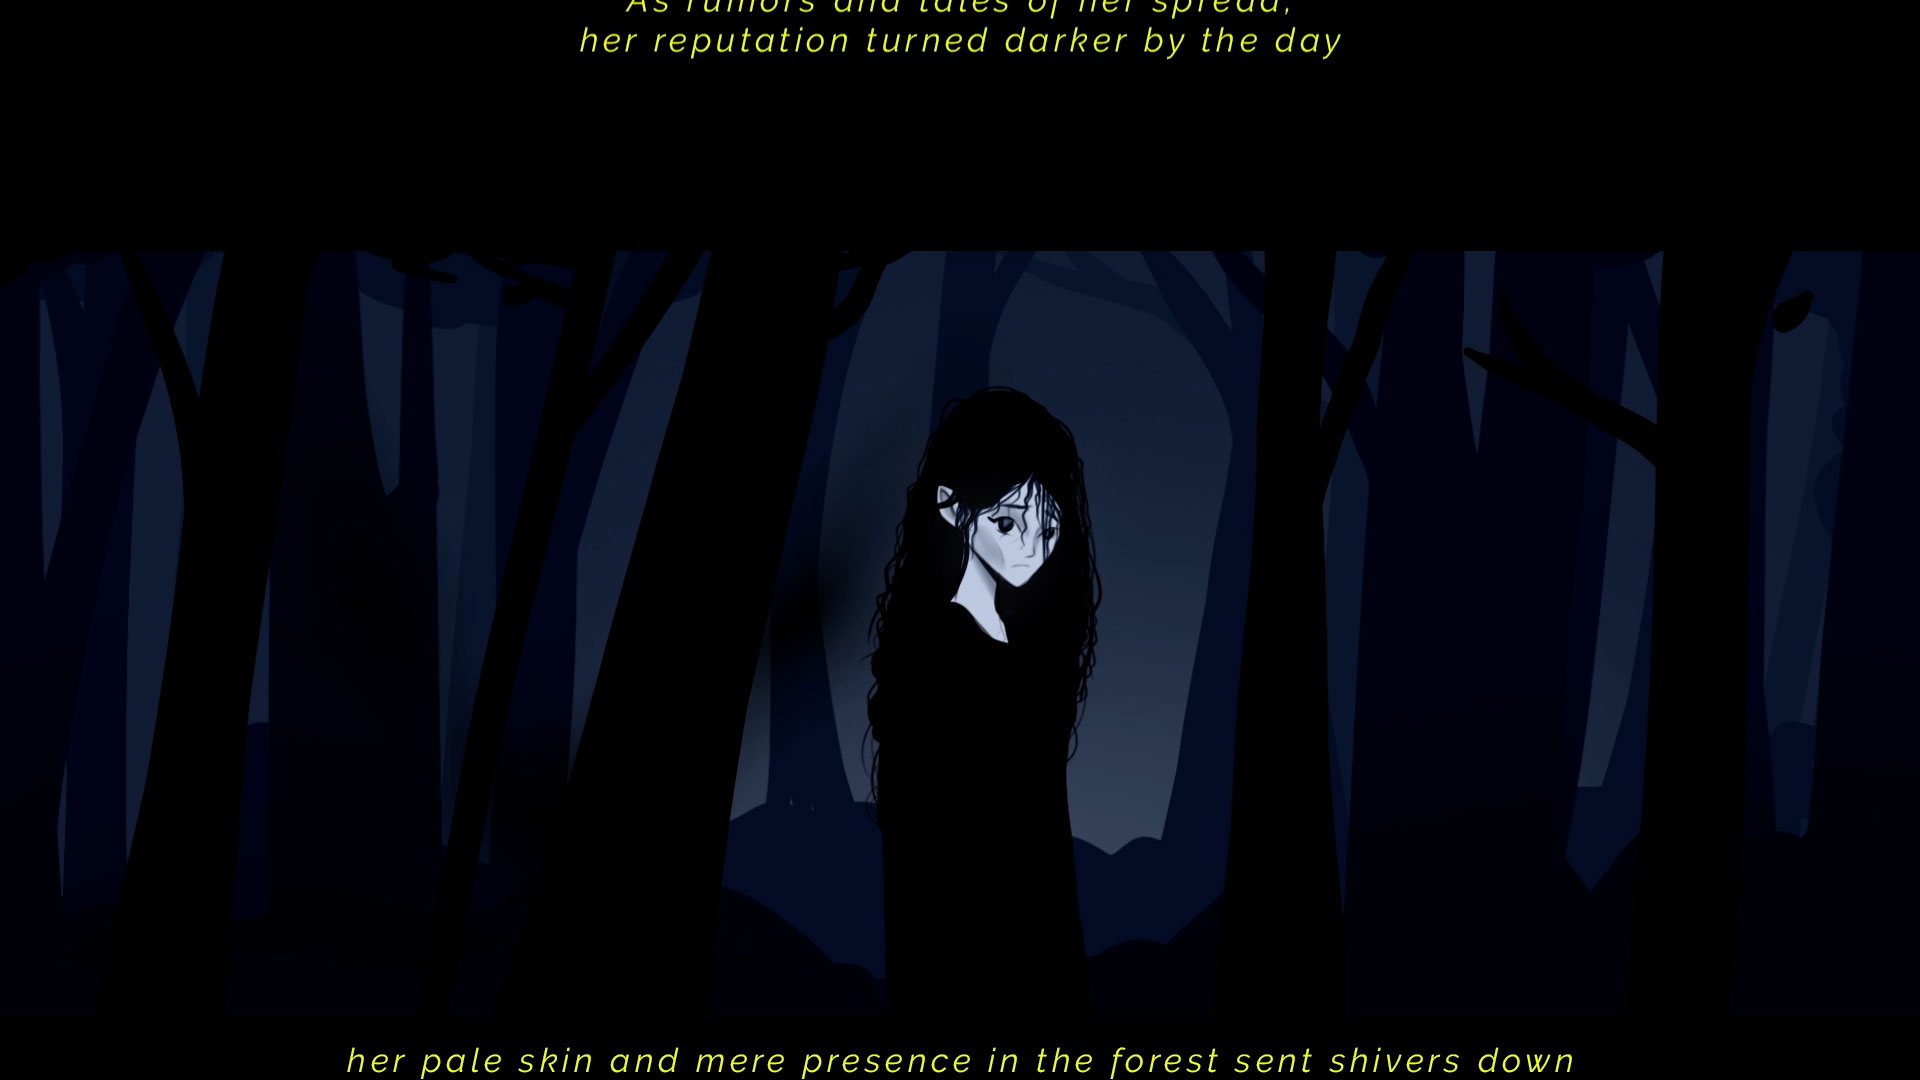 As rumors and tales of her spread,
her reputation turned darker by the day
her pale skin and mere presence in the forest sent shivers down